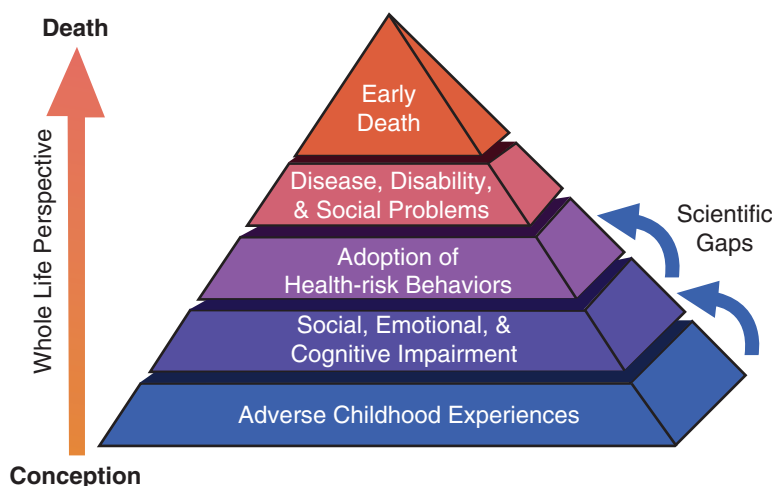 Death
Early
Death
Disease, Disability,
& Social Problems
Scientific
Gaps
Adoption of
Health-risk Behaviors
Whole Life Perspective
Social, Emotional, &
Cognitive Impairment
Adverse Childhood Experiences
Conception